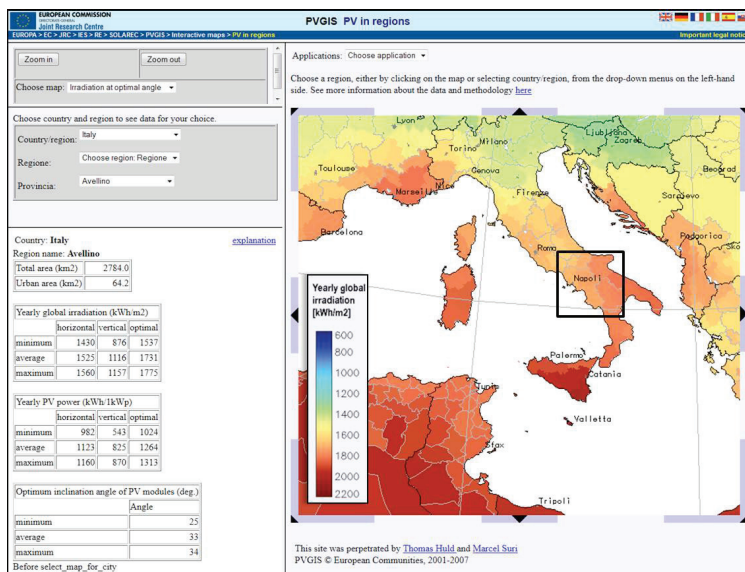 EUROPEAN COMMISSION
DIRECTORATE-GENERAL
Joint Research Centre
PVGIS PV in regions
EUROPA > EC > JRC > IES > RE > SOLAREC > PVGIS > Interactive maps > PV in regions
Important legal notic
Zoom in
Zoom out
Choose map: Irradiation at optimal angle
Choose country and region to see data for your choice.
Country/region: Italy
Regione: Choose region: Regione
Provincia: Avellino
Country: Italy
explanation
Region name: Avellino
Total area (km2) 2784.0
Urban area (km2) 64.2
Yearly global irradiation (kWh/m2)
horizontal vertical optimal
minimum 1430 876 1537
average 1525 1116 1731
maximum 1560 1157 1775
Yearly PV power (kWh/1kWp)
horizontal vertical optimal
minimum 982 543 1024
average 1123 825 1264
maximum 1160 870 1313
Optimum inclination angle of PV modules (deg.)
Angle
minimum 25
average 33
maximum 34
Before select_map_for_city
Applications: Choose application
Choose a region, either by clicking on the map or selecting country/region, from the drop-down menus on the left-hand
side. See more information about the data and methodology here
Lyon
Ljubljana
Zagreb
Milano
Torino
Beograd
Genova
Toulouse
Nice
Marseille
Firenze
Sarajevo
Barcelona
Podgorica
Sko
Roma
Napoli
Yearly global
irradiation
[kWh/m2]
600
800
1000
1200
1400
1600
1800
2000
2200
Palermo
Catania
Tunis
Valletta
Sfax
Tripoli
This site was perpetrated by Thomas Huld and Marcel Suri
PVGIS © European Communities, 2001-2007